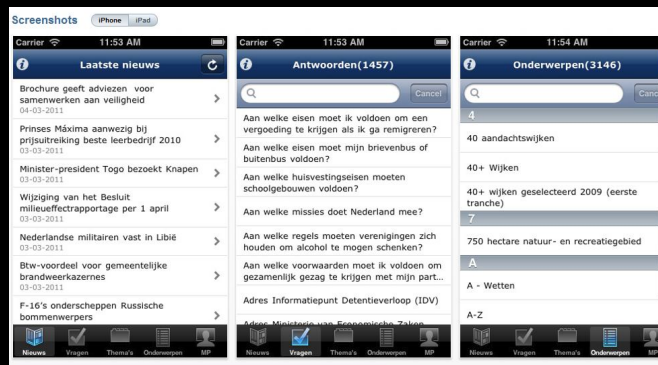 Screenshots iPhone iPad
Carrier 11:53 AM
Laatste nieuws
Brochure geeft adviezen voor
samenwerken aan veiligheid
04-03-2011
Prinses Máxima aanwezig bij
prijsuitreiking beste leerbedrijf 2010
03-03-2011
Minister-president Togo bezoekt Knapen
03-03-2011
Wijziging van het Besluit
milieueffectrapportage per 1 april
03-03-2011
Nederlandse militairen vast in Libië
03-03-2011
Btw-voordeel voor gemeentelijke
brandweerkazernes
03-03-2011
F-16's onderscheppen Russische
bommenwerpers
Nieuws Vragen Thema's Onderwerpen MP
Carrier 11:53 AM
Antwoorden(1457)
Cancel
Aan welke eisen moet ik voldoen om een
vergoeding te krijgen als ik ga remigreren?
Aan welke eisen moet mijn brievenbus of
buitenbus voldoen?
Aan welke huisvestingseisen moeten
schoolgebouwen voldoen?
Aan welke missies doet Nederland mee?
Aan welke regels moeten verenigingen zich
houden om alcohol te mogen schenken?
Aan welke voorwaarden moet ik voldoen om
gezamenlijk gezag te krijgen met mijn part...
Adres Informatiepunt Detentieverloop (IDV)
Adres Ministerie van Economische Zaken
Nieuws Vragen Thema's Onderwerpen MP
Carrier 11:54 AM
Onderwerpen(3146)
Canc
4
40 aandachtswijken
40+ Wijken
40+ wijken geselecteerd 2009 (eerste
tranche)
7
750 hectare natuur- en recreatiegebied
A
A - Wetten
A-Z
Nieuws Vragen Thema's Onderwerpen MP